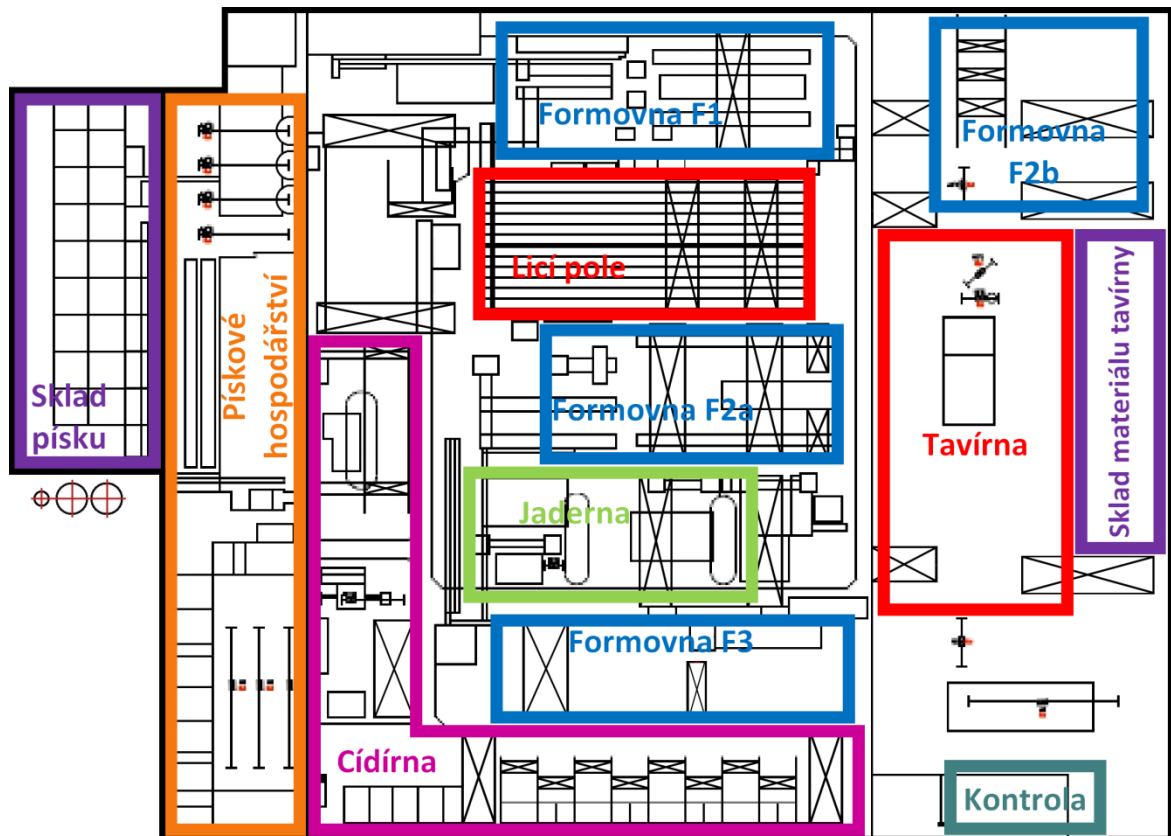 Formovna F1
Formovna
F2b
Licí pole
Sklad
písku
Pískové
hospodářství
Formovna F2a
Tavírna
Sklad materiálu tavírny
Jaderna
Formovna F3
Cídírna
Kontrola